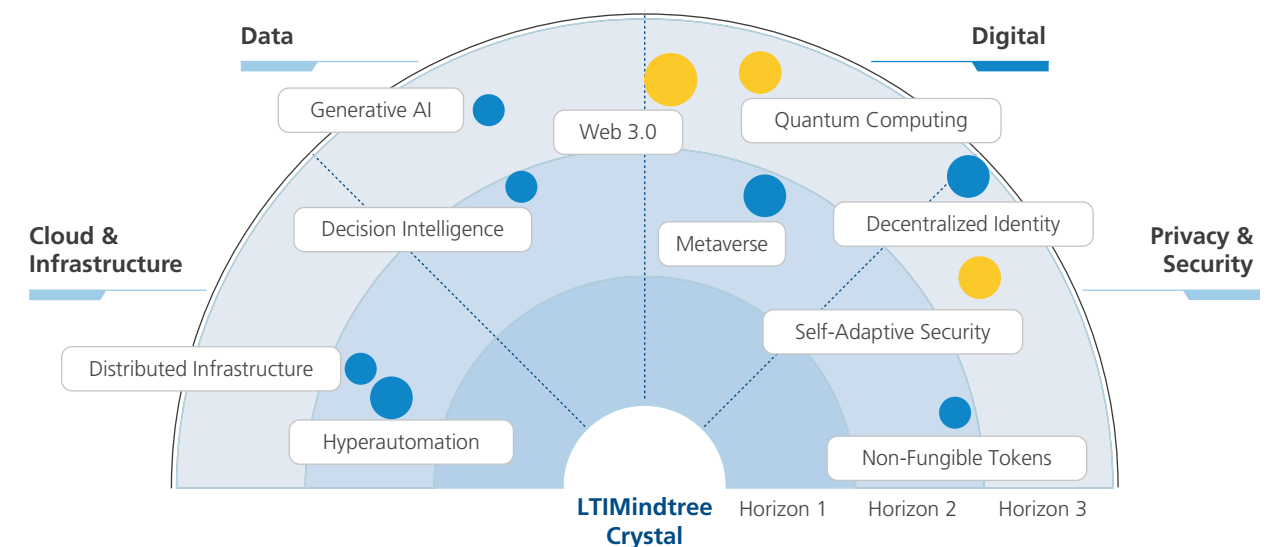 Data
Digital
Generative AI
Web 3.0
Quantum Computing
Decision Intelligence
Metaverse
Decentralized Identity
Cloud &
Infrastructure
Privacy &
Security
Self-Adaptive Security
Distributed Infrastructure
Hyperautomation
Non-Fungible Tokens
LTIMindtree
Crystal
Horizon 1
Horizon 2
Horizon 3